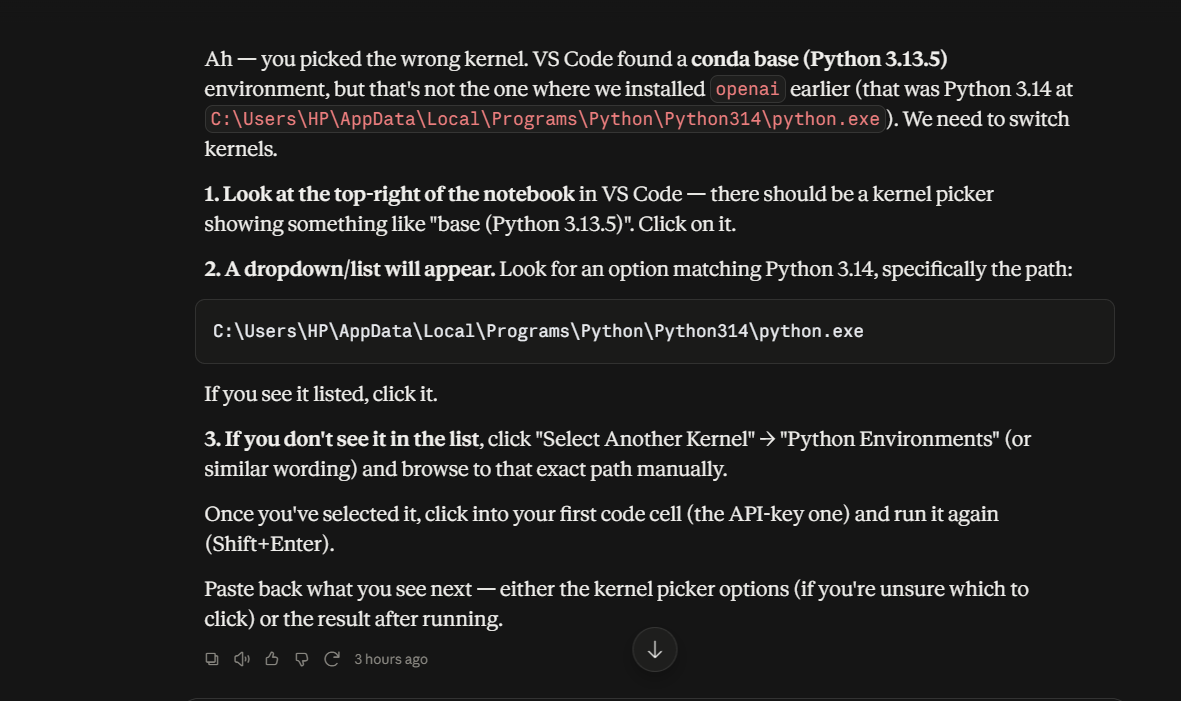 Ah — you picked the wrong kernel. VS Code found a conda base (Python 3.13.5)
environment, but that's not the one where we installed openai earlier (that was Python 3.14 at
C:\Users\HP\AppData\Local\Programs\Python\Python314\python.exe). We need to switch
kernels.
1. Look at the top-right of the notebook in VS Code — there should be a kernel picker
showing something like "base (Python 3.13.5)". Click on it.
2. A dropdown/list will appear. Look for an option matching Python 3.14, specifically the path:
C:\Users\HP\AppData\Local\Programs\Python\Python314\python.exe
If you see it listed, click it.
3. If you don't see it in the list, click "Select Another Kernel" → "Python Environments" (or
similar wording) and browse to that exact path manually.
Once you've selected it, click into your first code cell (the API-key one) and run it again
(Shift+Enter).
Paste back what you see next — either the kernel picker options (if you're unsure which to
click) or the result after running.
3 hours ago